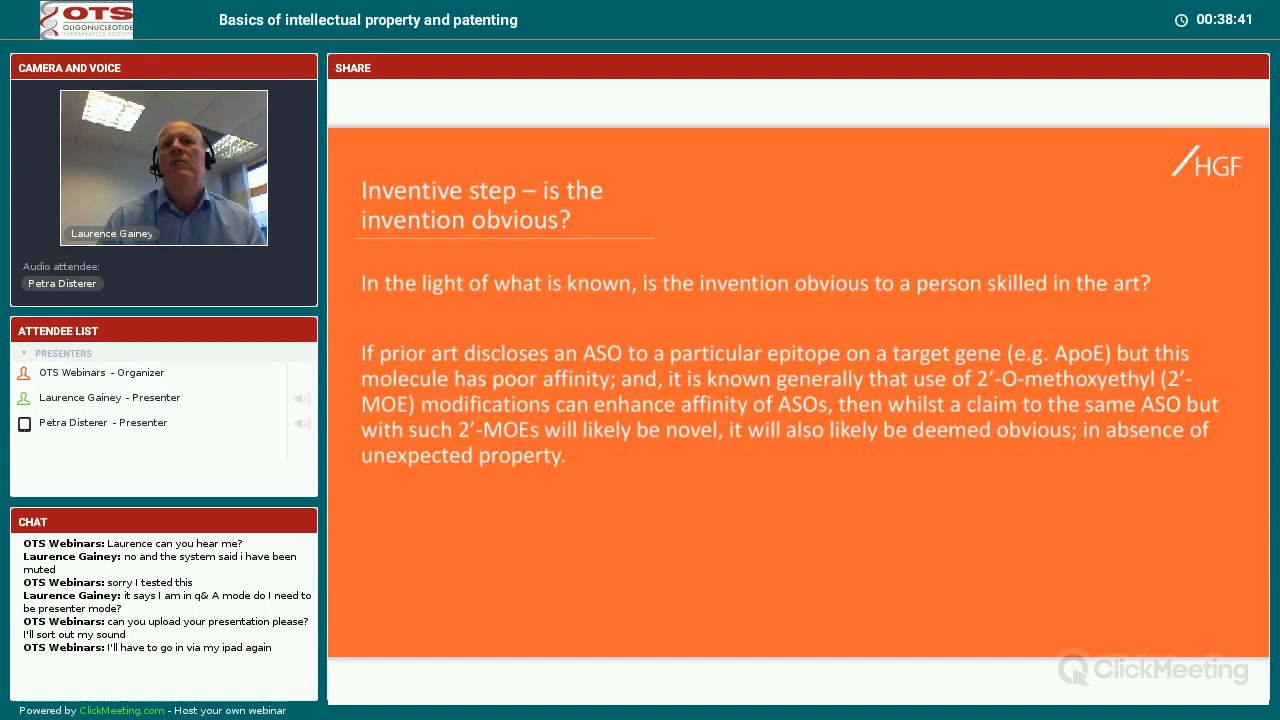 OTS
OLIGONUCLEOTIDE
THERAPEUTICS SOCIETY
Basics of intellectual property and patenting
00:38:41
CAMERA AND VOICE
Laurence Gainey
Audio attendee:
Petra Disterer
ATTENDEE LIST
PRESENTERS
OTS Webinars - Organizer
Laurence Gainey - Presenter
Petra Disterer - Presenter
CHAT
OTS Webinars: Laurence can you hear me?
Laurence Gainey: no and the system said i have been
muted
OTS Webinars: sorry I tested this
Laurence Gainey: it says I am in q& A mode do I need to
be presenter mode?
OTS Webinars: can you upload your presentation please?
I'll sort out my sound
OTS Webinars: I'll have to go in via my ipad again
Powered by ClickMeeting.com - Host your own webinar
SHARE
HGF
Inventive step – is the
invention obvious?
In the light of what is known, is the invention obvious to a person skilled in the art?
If prior art discloses an ASO to a particular epitope on a target gene (e.g. ApoE) but this
molecule has poor affinity; and, it is known generally that use of 2’-O-methoxyethyl (2’-
MOE) modifications can enhance affinity of ASOs, then whilst a claim to the same ASO but
with such 2’-MOEs will likely be novel, it will also likely be deemed obvious; in absence of
unexpected property.
ClickMeeting